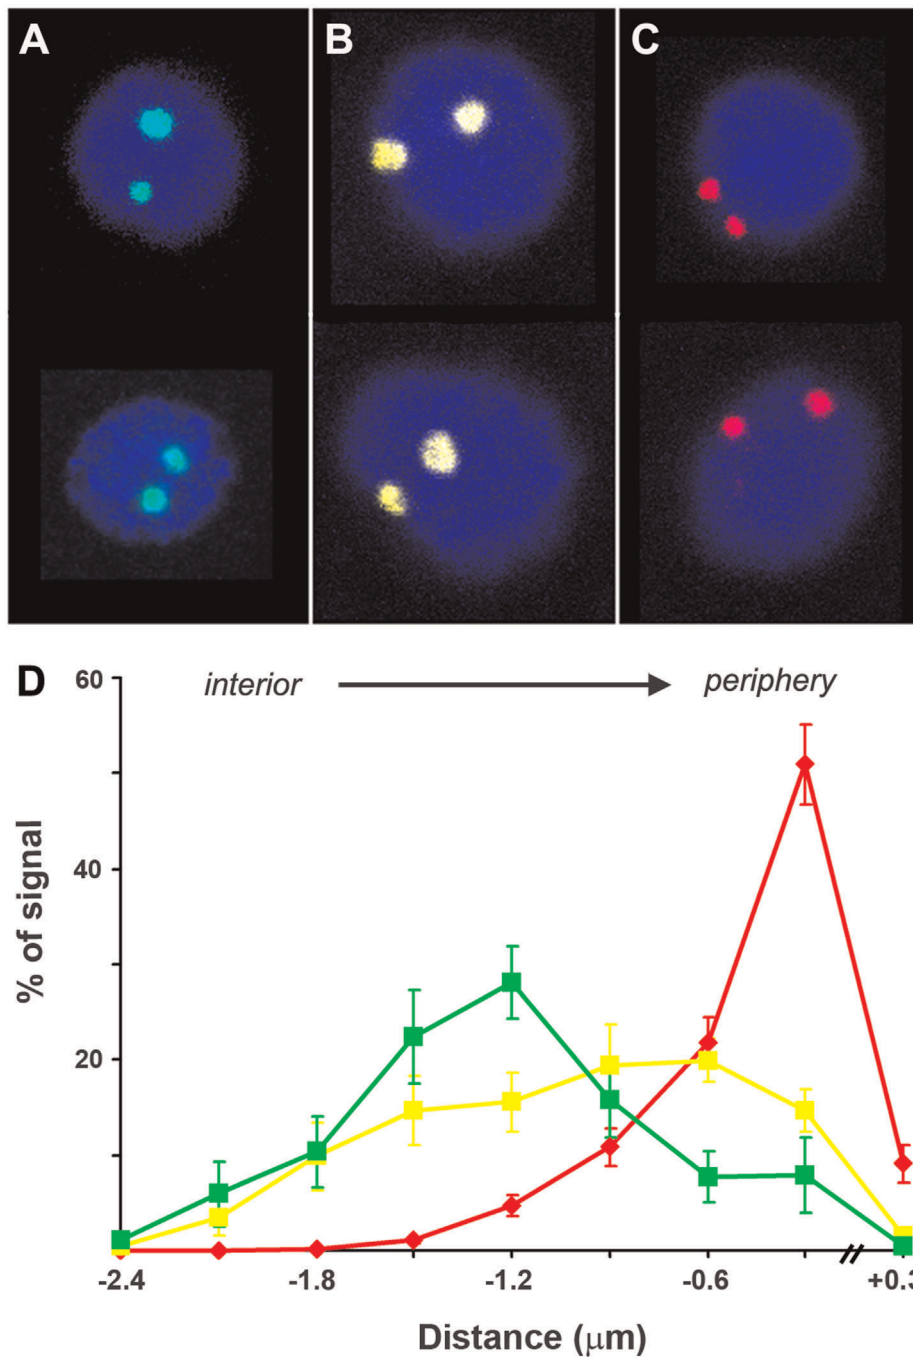 A B C
D
60
interior periphery
40
20
% of signal
-2.4 -1.8 -1.2 -0.6 +0.3
Distance (μm)